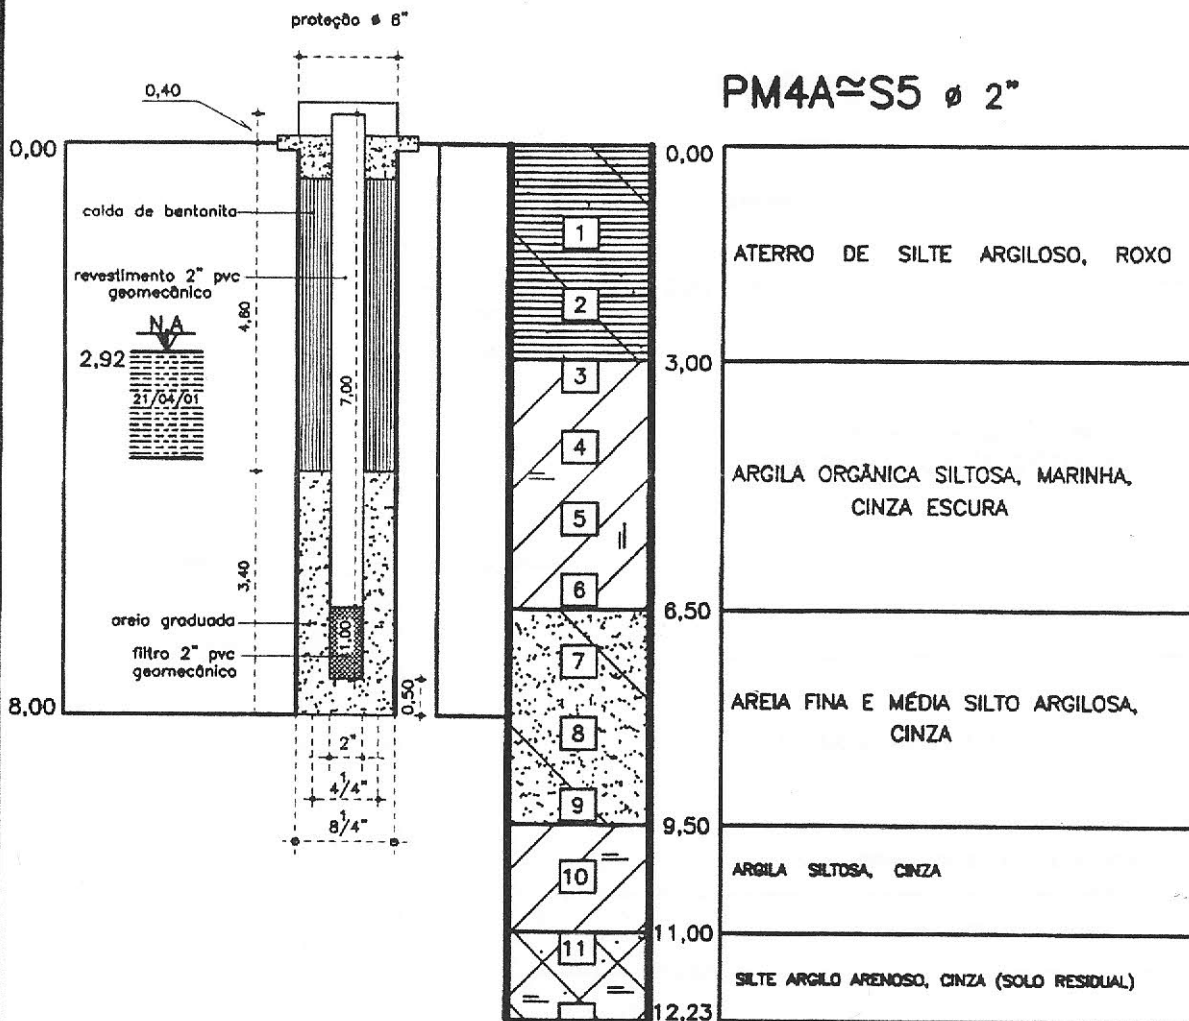 proteção ø 6"
0,40
PM4A≃S5 ø 2"
0,00
0,00
calda de bentonita
1
ATERRO DE SILTE ARGILOSO, ROXO
revestimento 2" pvc
geomecânico
4,60
2
N.A
2,92
3,00
21/04/01
7,00
3
4
ARGILA ORGÂNICA SILTOSA, MARINHA,
CINZA ESCURA
5
3,40
6
6,50
areia graduada
1,00
filtro 2" pvc
geomecânico
7
0,50
8,00
AREIA FINA E MÉDIA SILTO ARGILOSA,
CINZA
8
2"
4 1/4"
9
9,50
8 1/4"
10
ARGILA SILTOSA, CINZA
11,00
11
SILTE ARGILO ARENOSO, CINZA (SOLO RESIDUAL)
12,23